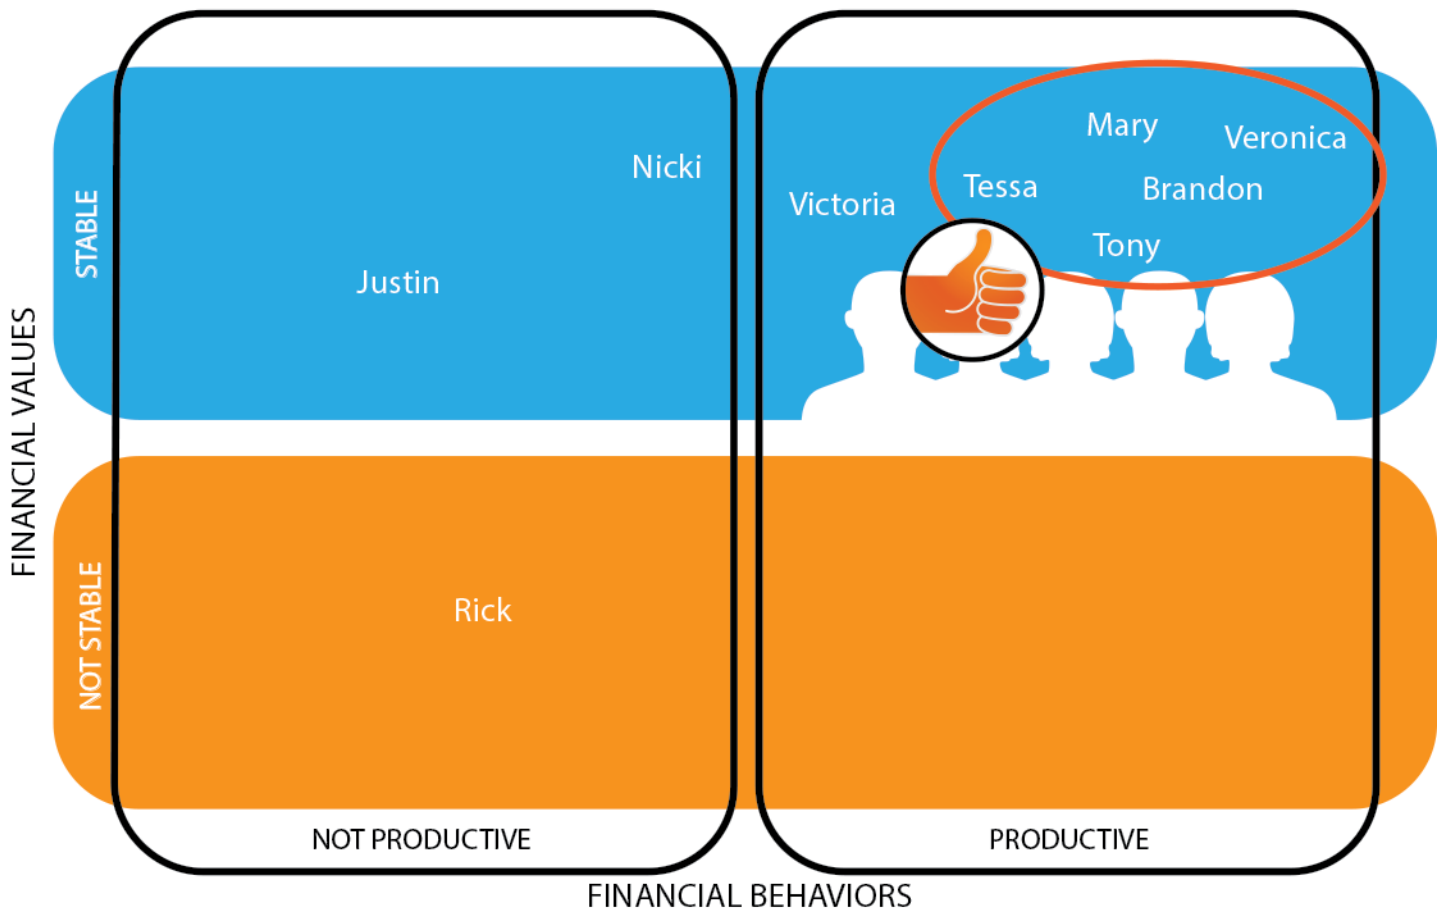 Mary
Veronica
Nicki
Tessa
Brandon
Victoria
Tony
Justin
STABLE
FINANCIAL VALUES
NOT STABLE
Rick
NOT PRODUCTIVE
PRODUCTIVE
FINANCIAL BEHAVIORS